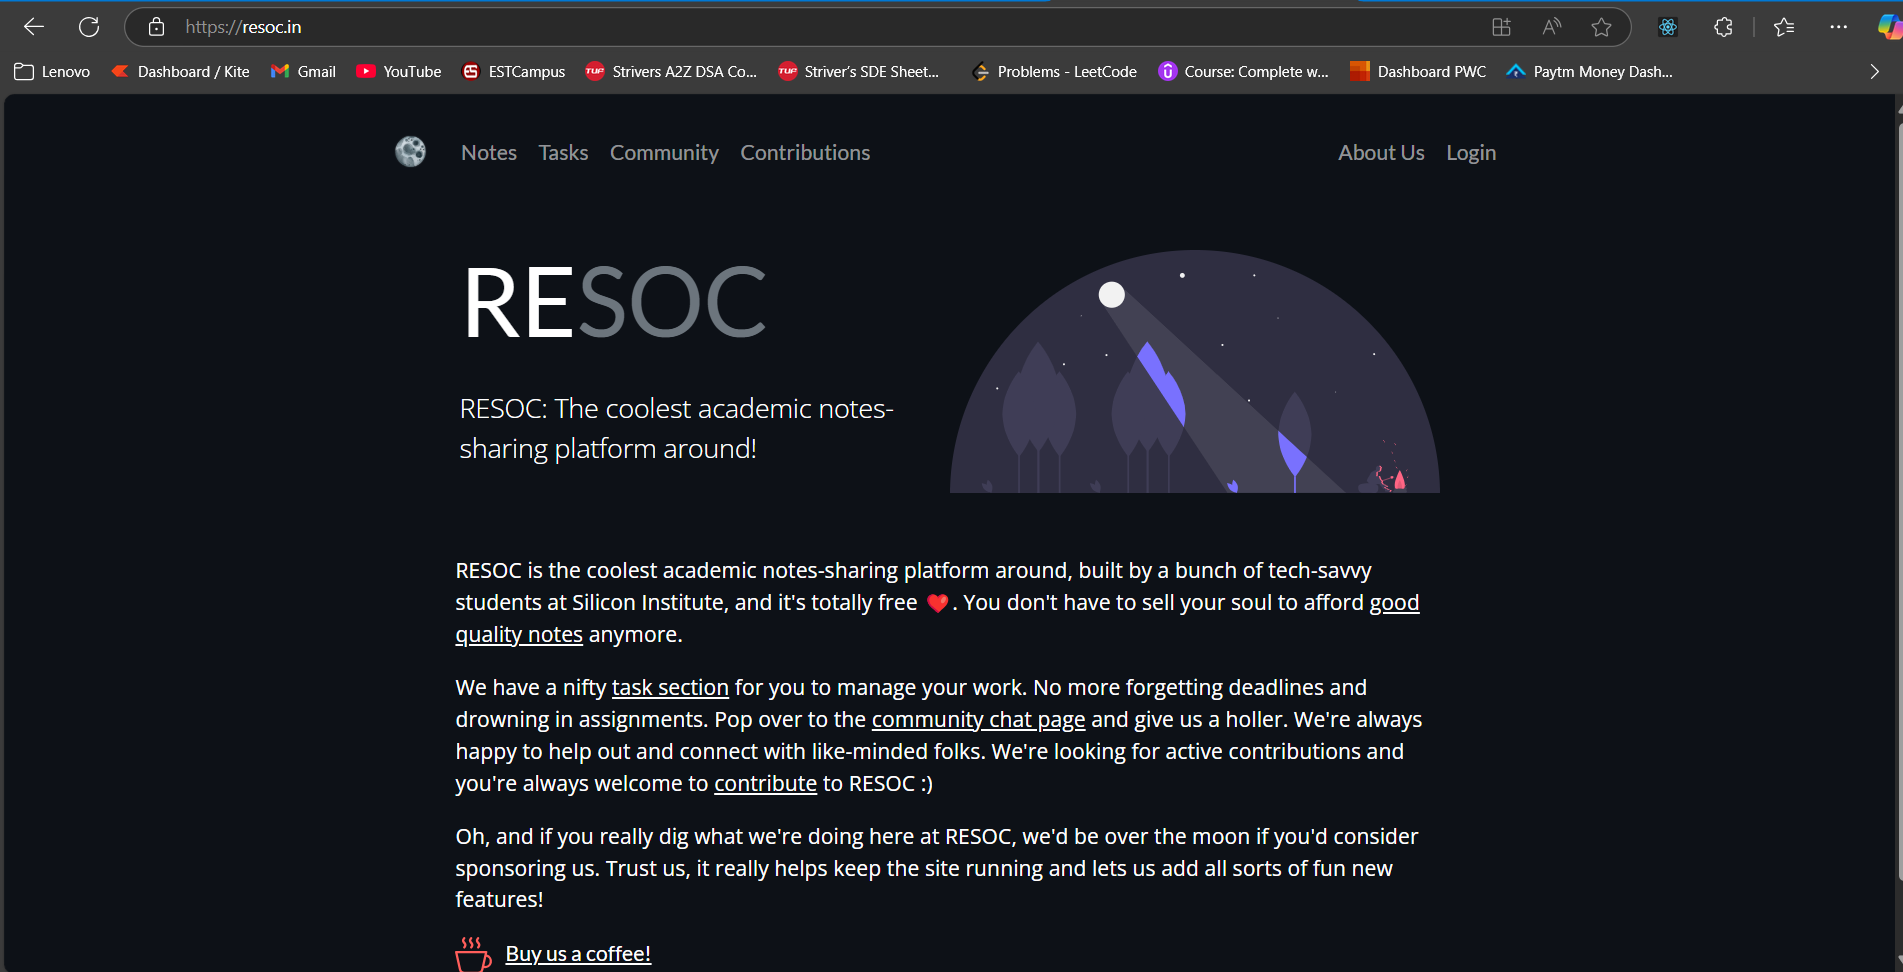 https://resoc.in
Lenovo Dashboard / Kite Gmail YouTube ESTCampus Strivers A2Z DSA Co... Striver's SDE Sheet... Problems - LeetCode Course: Complete w... Dashboard PWC Paytm Money Dash...
Notes Tasks Community Contributions About Us Login
RESOC
RESOC: The coolest academic notes-
sharing platform around!
RESOC is the coolest academic notes-sharing platform around, built by a bunch of tech-savvy
students at Silicon Institute, and it's totally free ❤️. You don't have to sell your soul to afford good
quality notes anymore.
We have a nifty task section for you to manage your work. No more forgetting deadlines and
drowning in assignments. Pop over to the community chat page and give us a holler. We're always
happy to help out and connect with like-minded folks. We're looking for active contributions and
you're always welcome to contribute to RESOC :)
Oh, and if you really dig what we're doing here at RESOC, we'd be over the moon if you'd consider
sponsoring us. Trust us, it really helps keep the site running and lets us add all sorts of fun new
features!
Buy us a coffee!